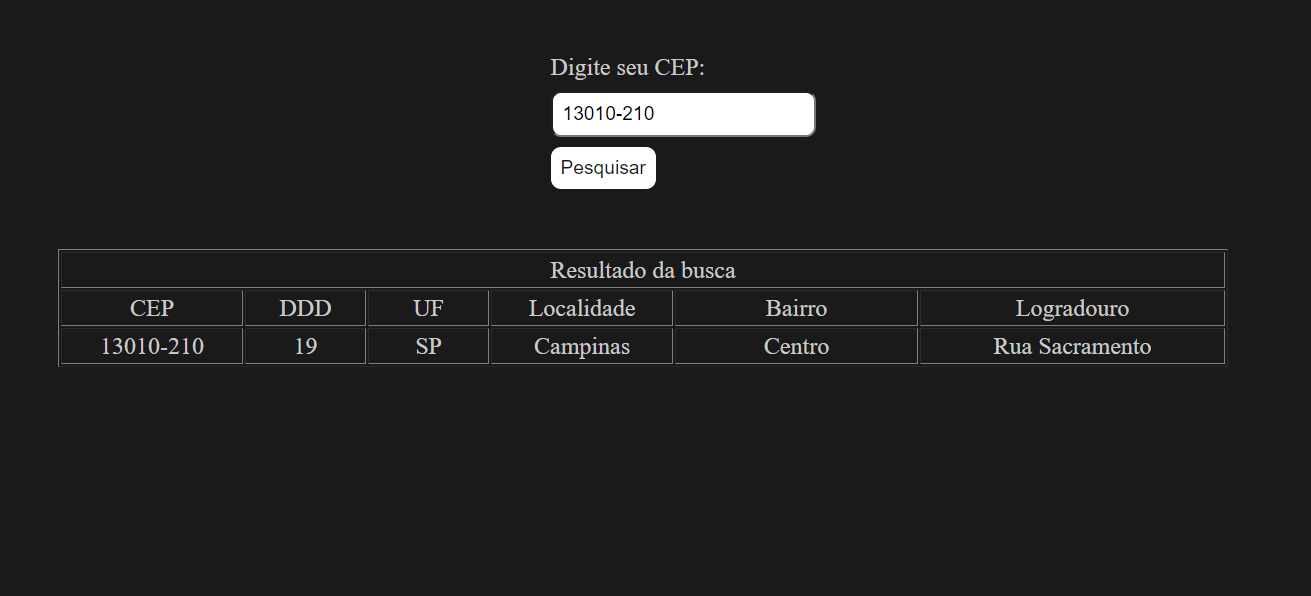 Digite seu CEP:
13010-210
Pesquisar
Resultado da busca
CEP DDD UF Localidade Bairro Logradouro
13010-210 19 SP Campinas Centro Rua Sacramento